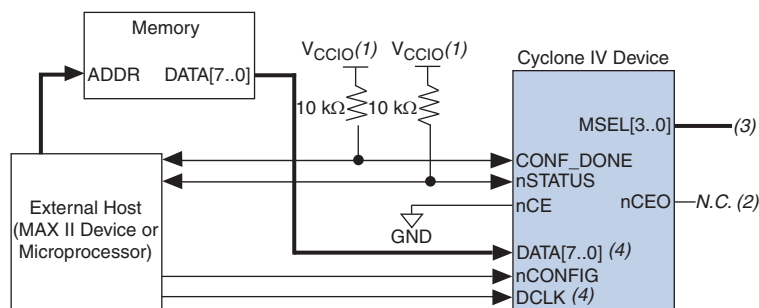 Memory
ADDR DATA[7..0]
VCCIO(1) VCCIO(1)
10 kΩ 10 kΩ
Cyclone IV Device
MSEL[3..0] (3)
CONF_DONE
nSTATUS
nCE nCEO N.C. (2)
GND
External Host
(MAX II Device or
Microprocessor)
DATA[7..0] (4)
nCONFIG
DCLK (4)